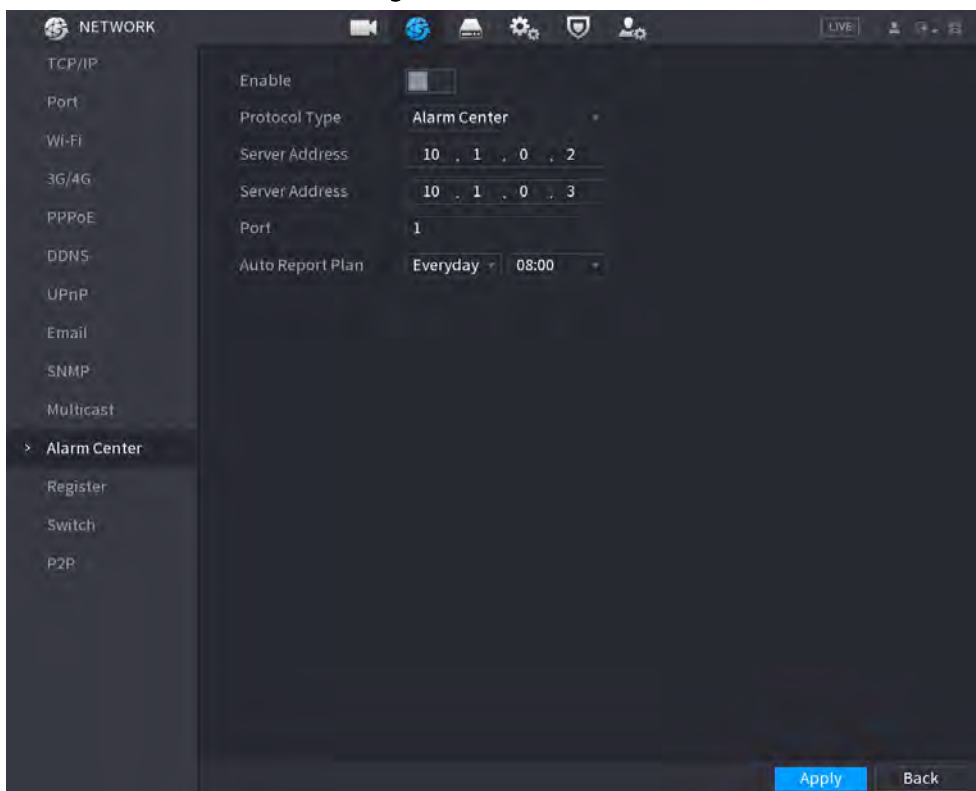 NETWORK
LIVE
TCP/IP
Port
Wi-Fi
3G/4G
PPPoE
DDNS
UPnP
Email
SNMP
Multicast
> Alarm Center
Register
Switch
P2P
Enable
Protocol Type Alarm Center
Server Address 10 . 1 . 0 . 2
Server Address 10 . 1 . 0 . 3
Port 1
Auto Report Plan Everyday 08:00
Apply Back